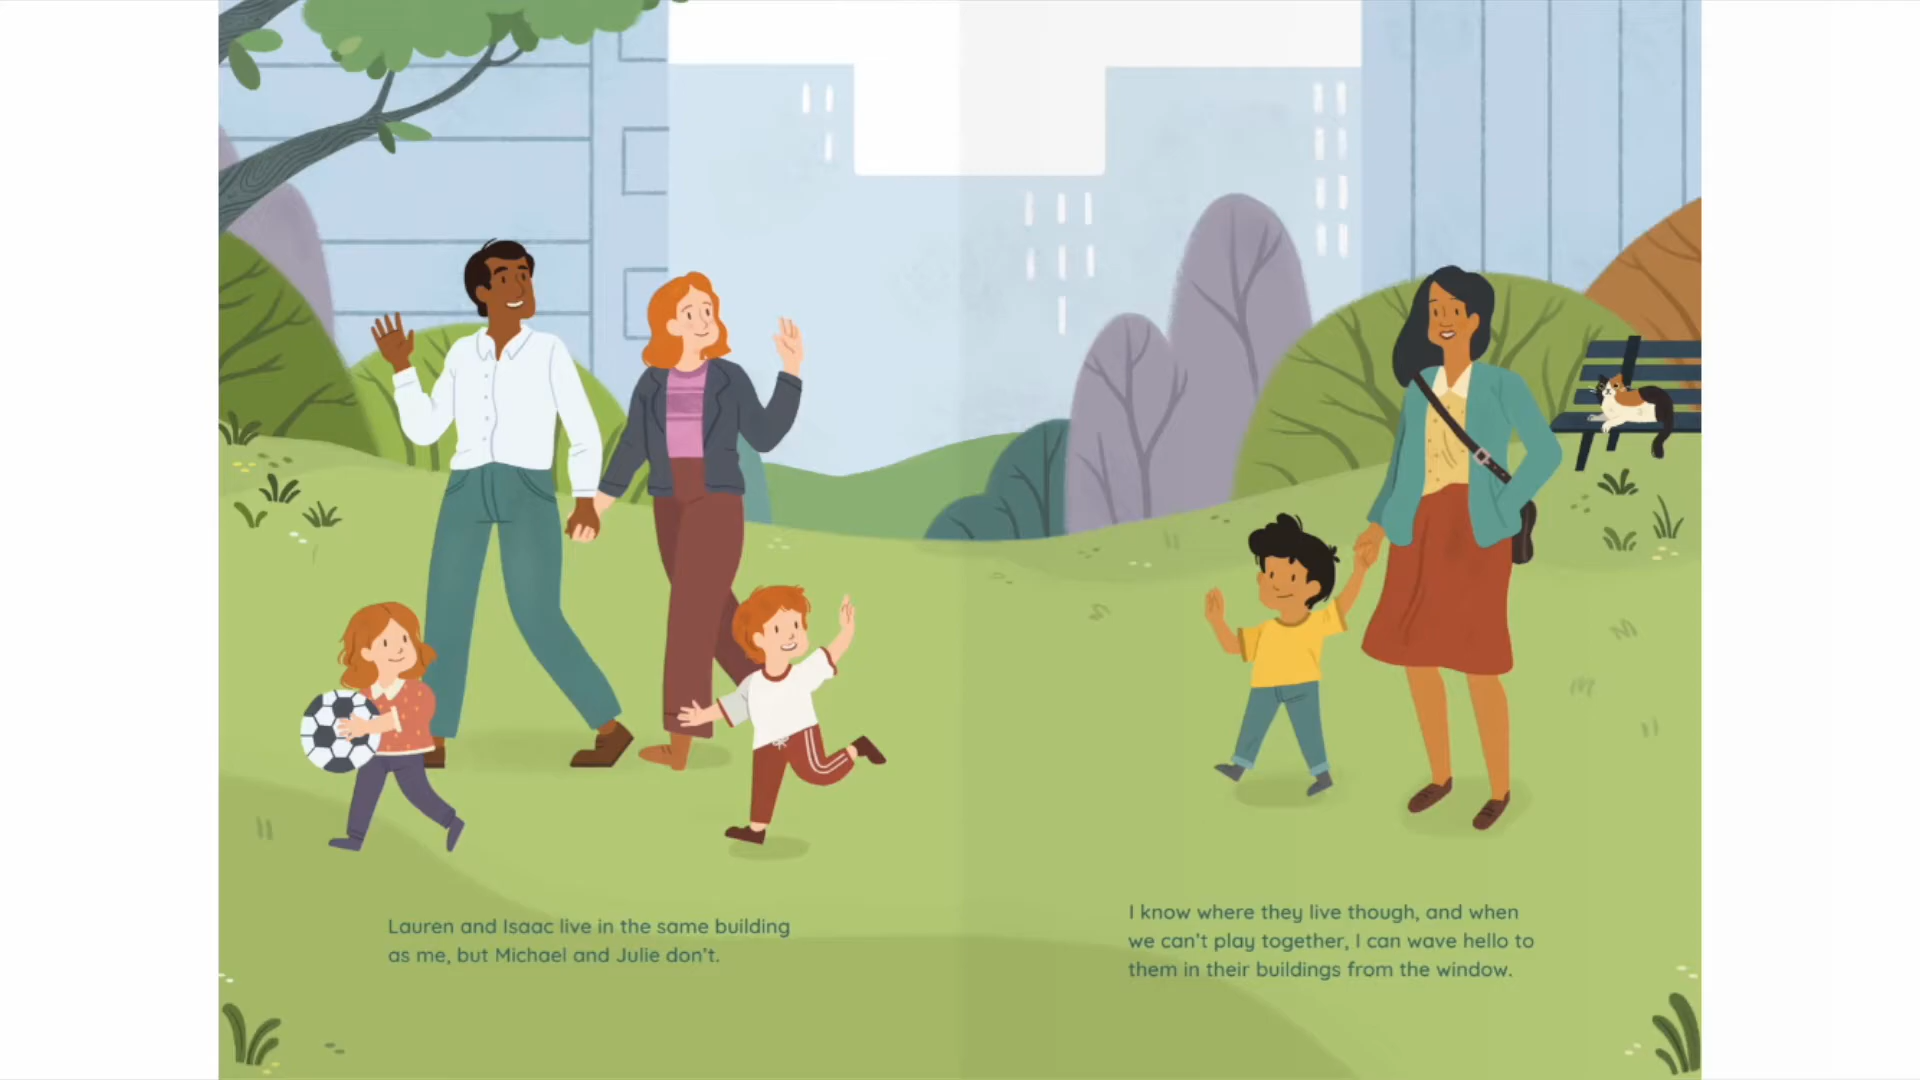 Lauren and Isaac live in the same building
as me, but Michael and Julie don't.
I know where they live though, and when
we can't play together, I can wave hello to
them in their buildings from the window.